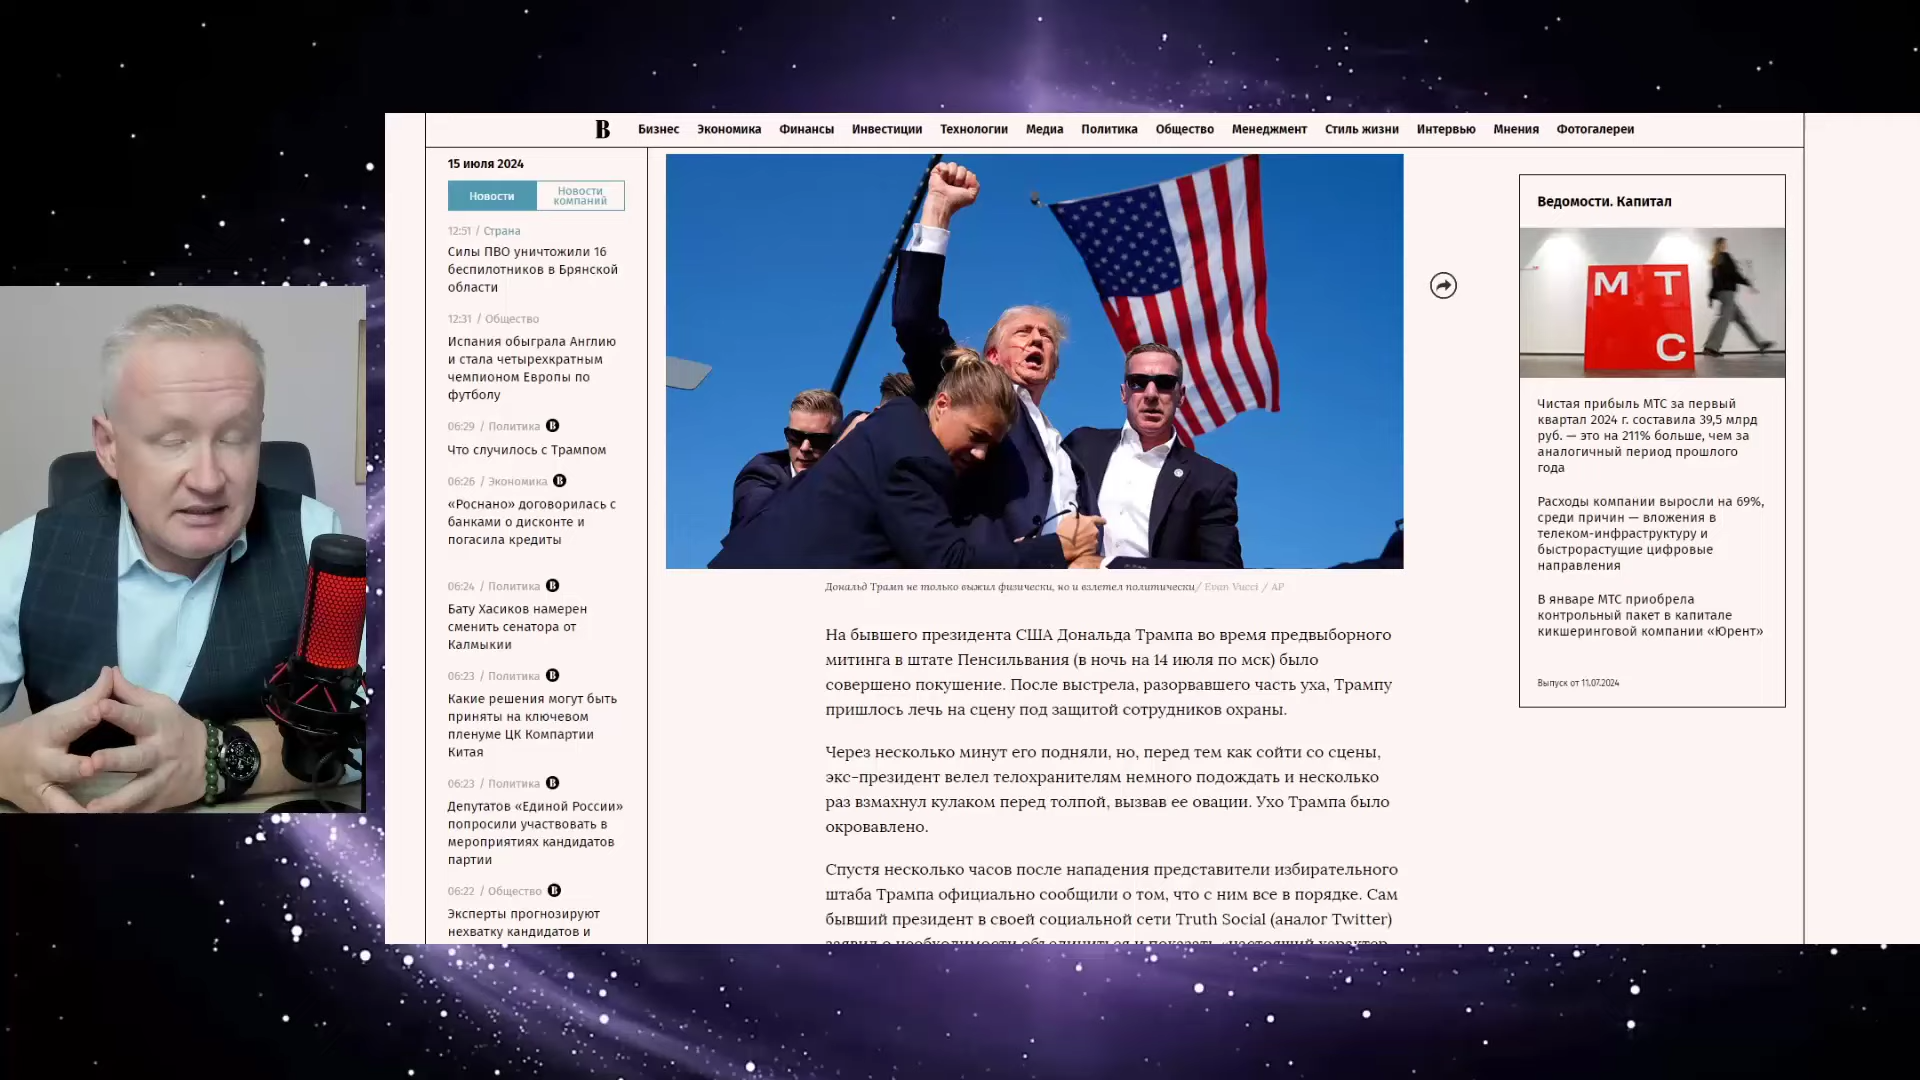 В Бизнес Экономика Финансы Инвестиции Технологии Медиа Политика Общество Менеджмент Стиль жизни Интервью Мнения Фотогалереи
15 июля 2024
Новости
Новости
компаний
12:51 / Страна
Силы ПВО уничтожили 16
беспилотников в Брянской
области
12:31 / Общество
Испания обыграла Англию
и стала четырехкратным
чемпионом Европы по
футболу
06:29 / Политика В
Что случилось с Трампом
06:26 / Экономика В
«Роснано» договорилась с
банками о дисконте и
погасила кредиты
06:24 / Политика В
Бату Хасиков намерен
сменить сенатора от
Калмыкии
06:23 / Политика В
Какие решения могут быть
приняты на ключевом
пленуме ЦК Компартии
Китая
06:23 / Политика В
Депутатов «Единой России»
попросили участвовать в
мероприятиях кандидатов
партии
06:22 / Общество В
Эксперты прогнозируют
нехватку кандидатов и
Дональд Трамп не только выжил физически, но и взлетел политически/ Evan Vucci / AP
На бывшего президента США Дональда Трампа во время предвыборного
митинга в штате Пенсильвания (в ночь на 14 июля по мск) было
совершено покушение. После выстрела, разорвавшего часть уха, Трампу
пришлось лечь на сцену под защитой сотрудников охраны.
Через несколько минут его подняли, но, перед тем как сойти со сцены,
экс-президент велел телохранителям немного подождать и несколько
раз взмахнул кулаком перед толпой, вызвав ее овации. Ухо Трампа было
окровавлено.
Спустя несколько часов после нападения представители избирательного
штаба Трампа официально сообщили о том, что с ним все в порядке. Сам
бывший президент в своей социальной сети Truth Social (аналог Twitter)
заявил о необходимости объединиться и показать «настоящий характер
Ведомости. Капитал
М Т
С
Чистая прибыль МТС за первый
квартал 2024 г. составила 39,5 млрд
руб. — это на 211% больше, чем за
аналогичный период прошлого
года
Расходы компании выросли на 69%,
среди причин — вложения в
телеком-инфраструктуру и
быстрорастущие цифровые
направления
В январе МТС приобрела
контрольный пакет в капитале
кикшеринговой компании «Юрент»
Выпуск от 11.07.2024